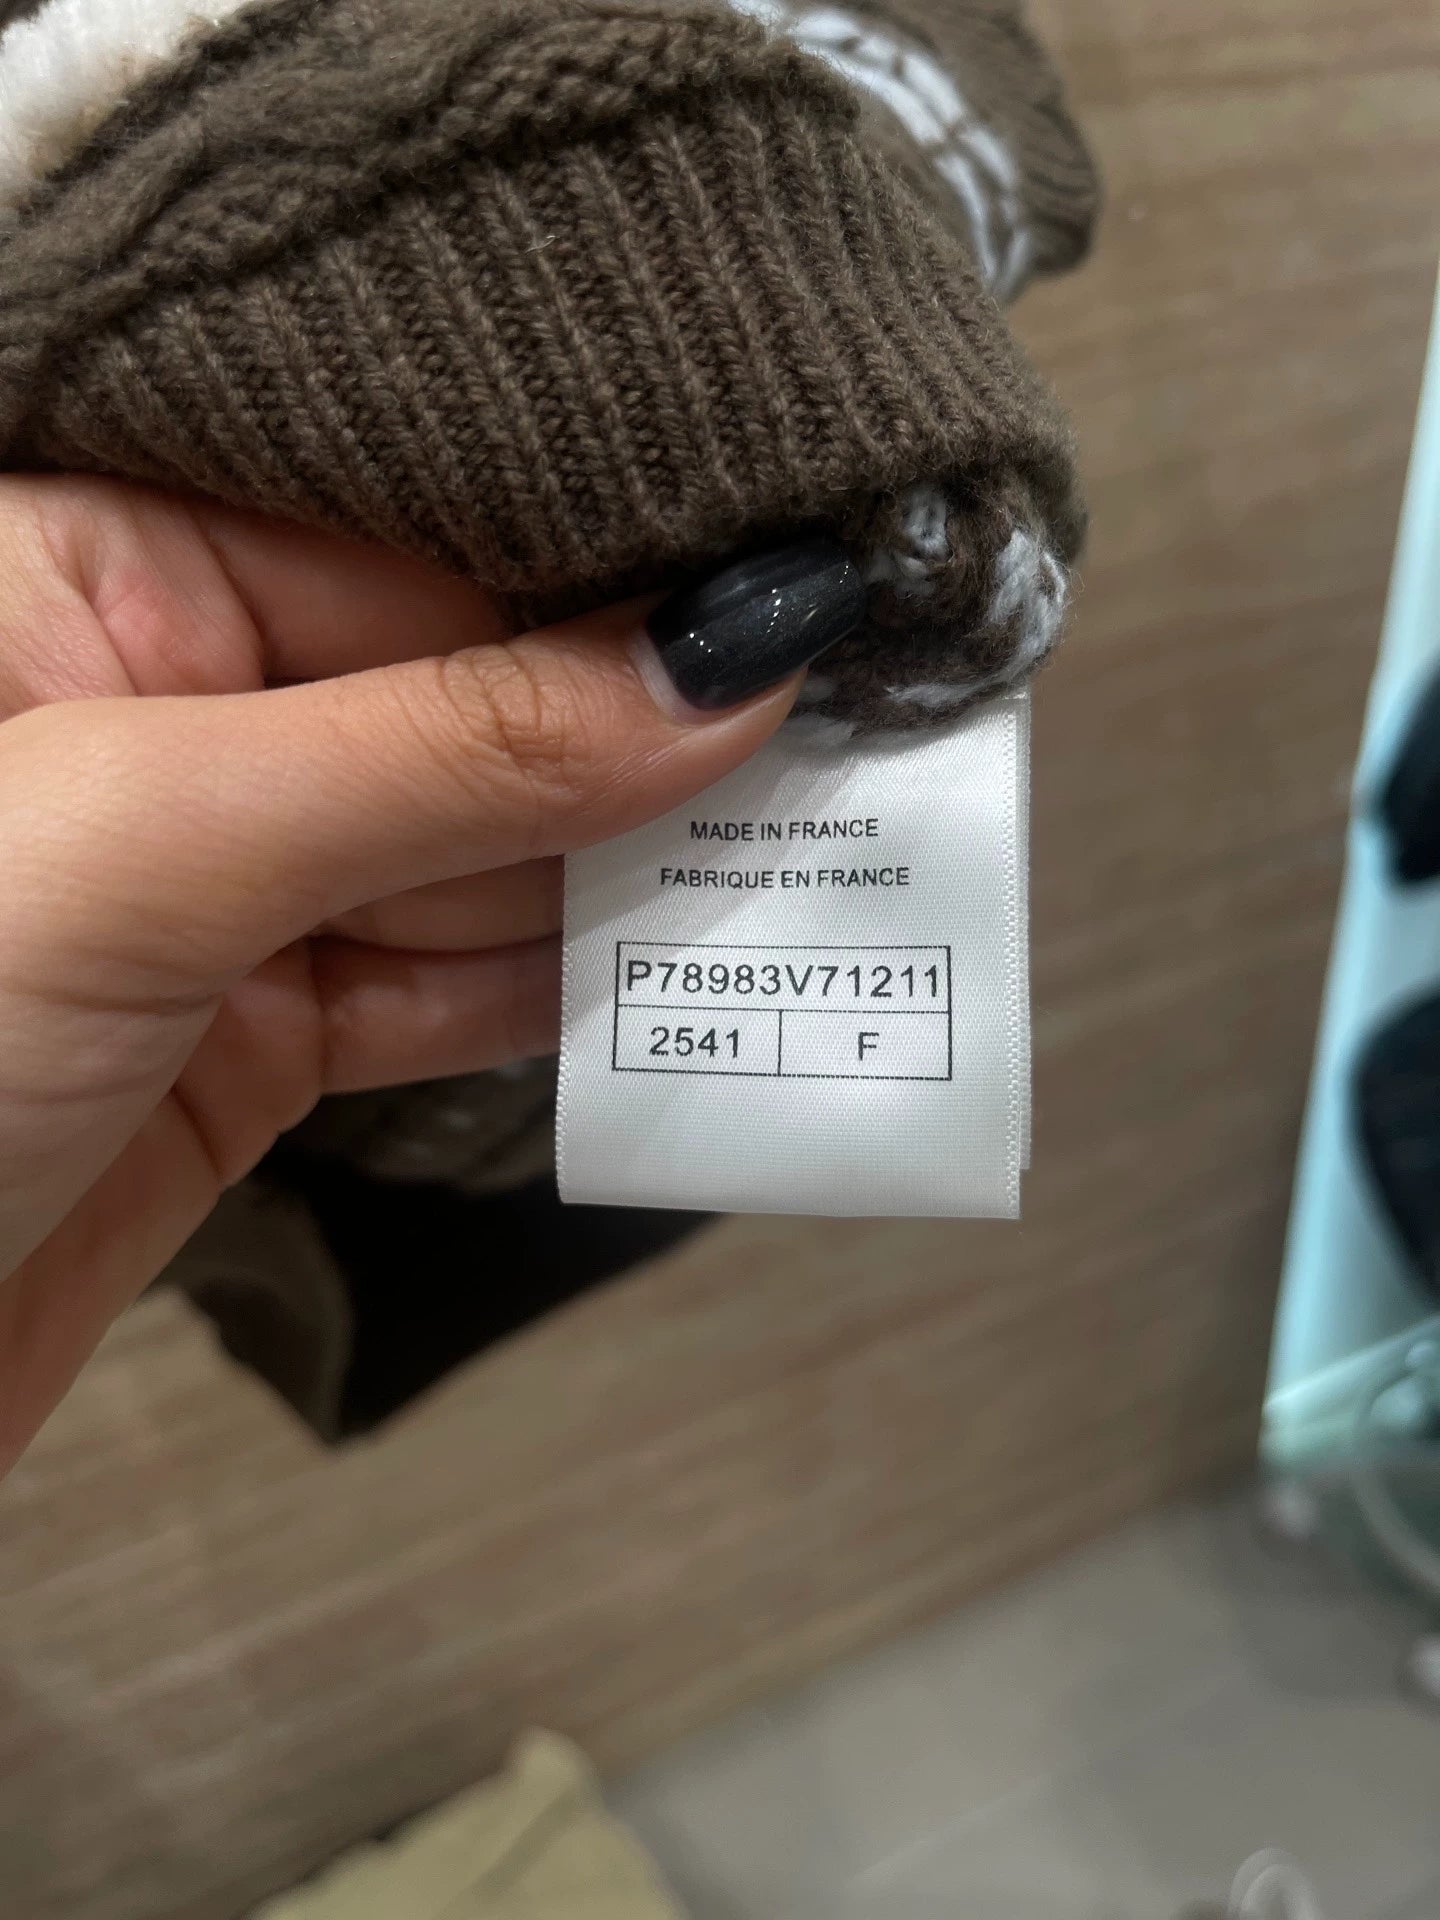 MADE IN FRANCE
FABRIQUE EN FRANCE
P78983V71211
2541 F